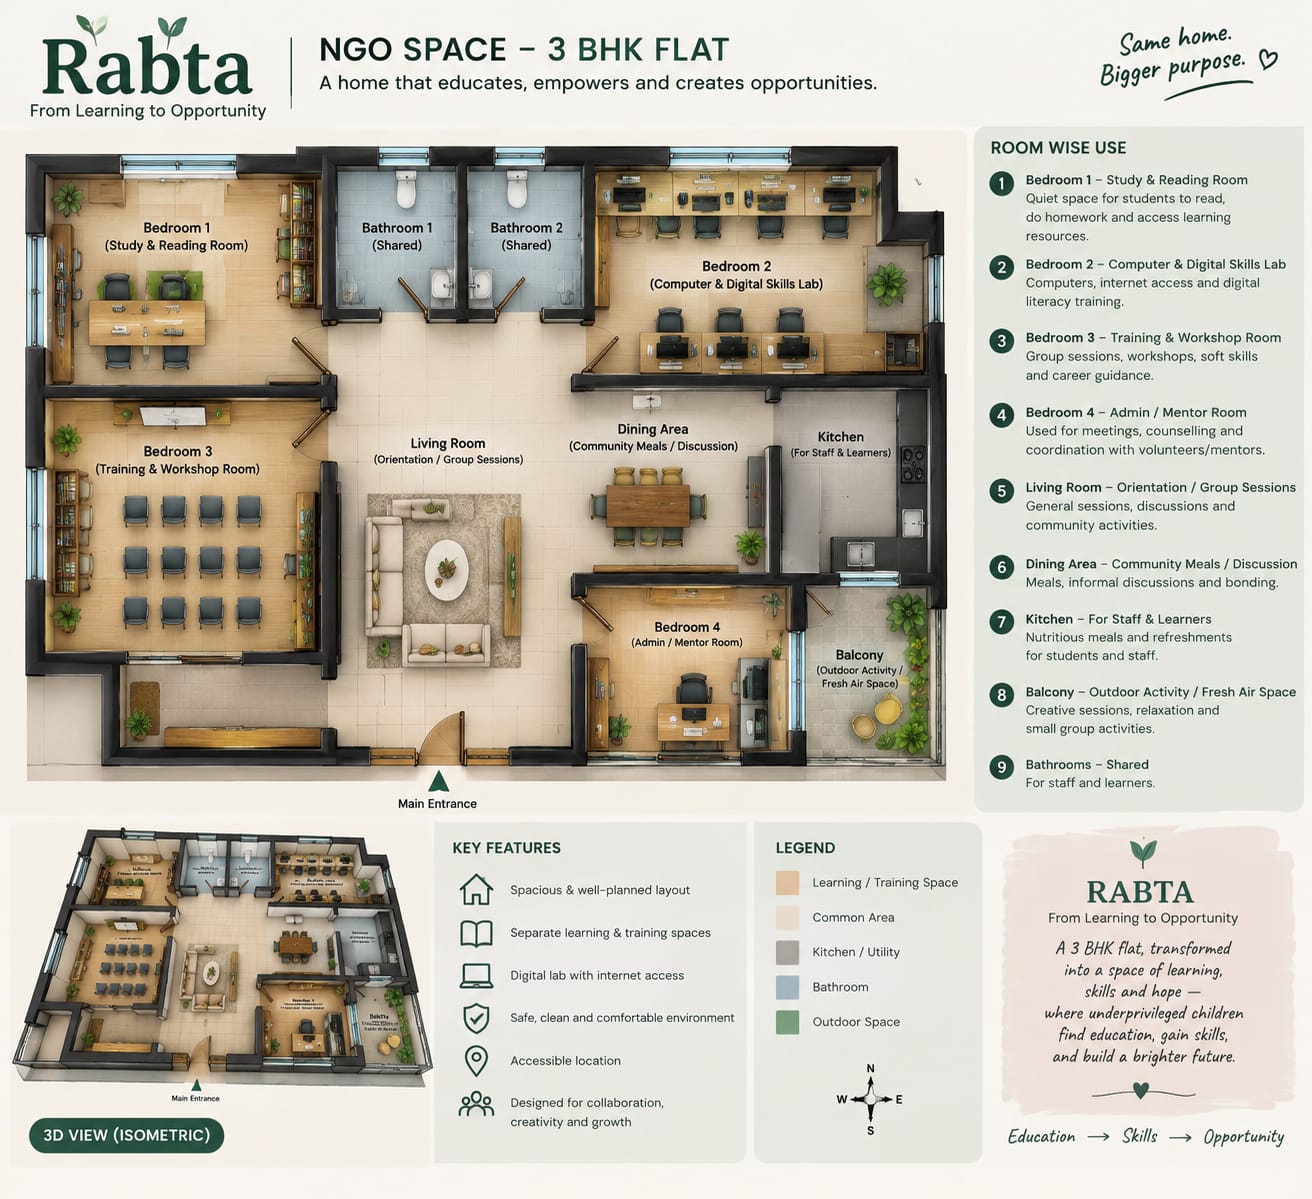 Rabta
From Learning to Opportunity
NGO SPACE – 3 BHK FLAT
A home that educates, empowers and creates opportunities.
Same home.
Bigger purpose.
Bedroom 1
(Study & Reading Room)
Bathroom 1
(Shared)
Bathroom 2
(Shared)
Bedroom 2
(Computer & Digital Skills Lab)
Bedroom 3
(Training & Workshop Room)
Living Room
(Orientation / Group Sessions)
Dining Area
(Community Meals / Discussion)
Kitchen
(For Staff & Learners)
Bedroom 4
(Admin / Mentor Room)
Balcony
(Outdoor Activity /
Fresh Air Space)
Main Entrance
ROOM WISE USE
1 Bedroom 1 – Study & Reading Room
Quiet space for students to read,
do homework and access learning
resources.
2 Bedroom 2 – Computer & Digital Skills Lab
Computers, internet access and digital
literacy training.
3 Bedroom 3 – Training & Workshop Room
Group sessions, workshops, soft skills
and career guidance.
4 Bedroom 4 – Admin / Mentor Room
Used for meetings, counselling and
coordination with volunteers/mentors.
5 Living Room – Orientation / Group Sessions
General sessions, discussions and
community activities.
6 Dining Area – Community Meals / Discussion
Meals, informal discussions and bonding.
7 Kitchen – For Staff & Learners
Nutritious meals and refreshments
for students and staff.
8 Balcony – Outdoor Activity / Fresh Air Space
Creative sessions, relaxation and
small group activities.
9 Bathrooms – Shared
For staff and learners.
Main Entrance
3D VIEW (ISOMETRIC)
KEY FEATURES
Spacious & well-planned layout
Separate learning & training spaces
Digital lab with internet access
Safe, clean and comfortable environment
Accessible location
Designed for collaboration,
creativity and growth
LEGEND
Learning / Training Space
Common Area
Kitchen / Utility
Bathroom
Outdoor Space
N
W E
S
RABTA
From Learning to Opportunity
A 3 BHK flat, transformed
into a space of learning,
skills and hope —
where underprivileged children
find education, gain skills,
and build a brighter future.
Education → Skills → Opportunity